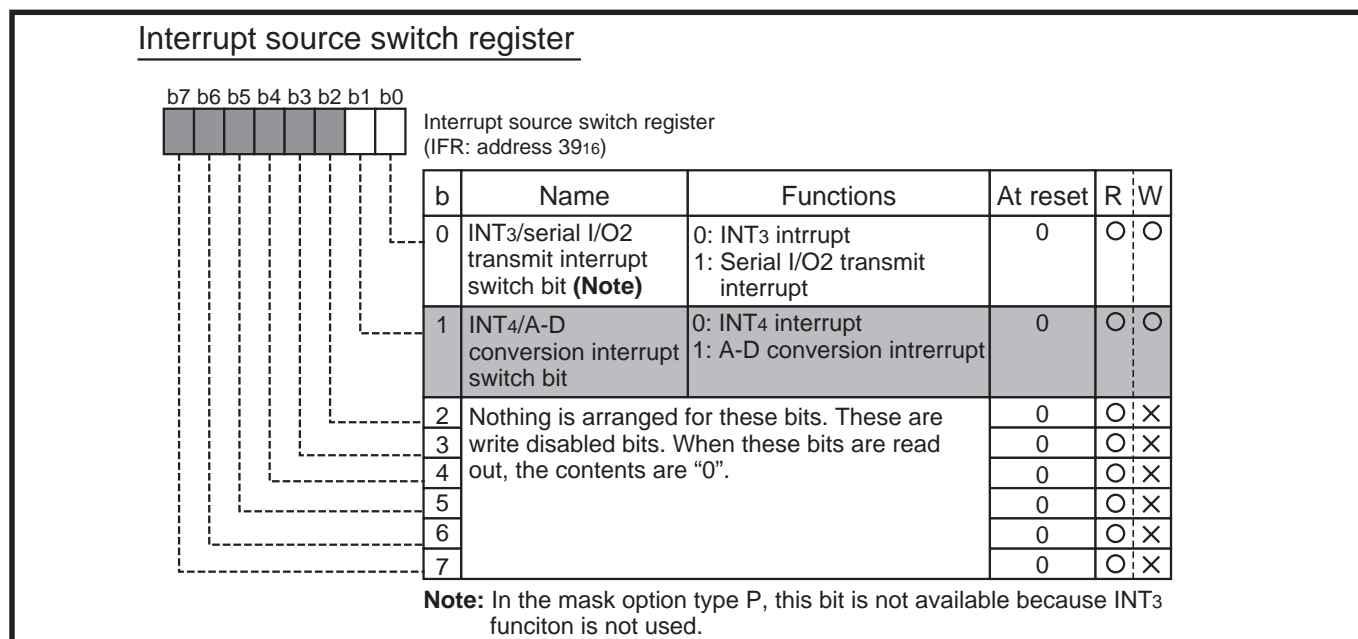 Interrupt source switch register
b7 b6 b5 b4 b3 b2 b1 b0
Interrupt source switch register
(IFR: address 3916)
b Name Functions At reset R W
0 INT3/serial I/O2 transmit interrupt switch bit (Note)
0: INT3 intrrupt
1: Serial I/O2 transmit
interrupt
0 O O
1 INT4/A-D
conversion interrupt
switch bit
0: INT4 interrupt
1: A-D conversion intrerrupt
0 O O
2 Nothing is arranged for these bits. These are 0 O X
3 write disabled bits. When these bits are read 0 O X
4 out, the contents are “0”. 0 O X
5 0 O X
6 0 O X
7 0 O X
Note: In the mask option type P, this bit is not available because INT3
funciton is not used.